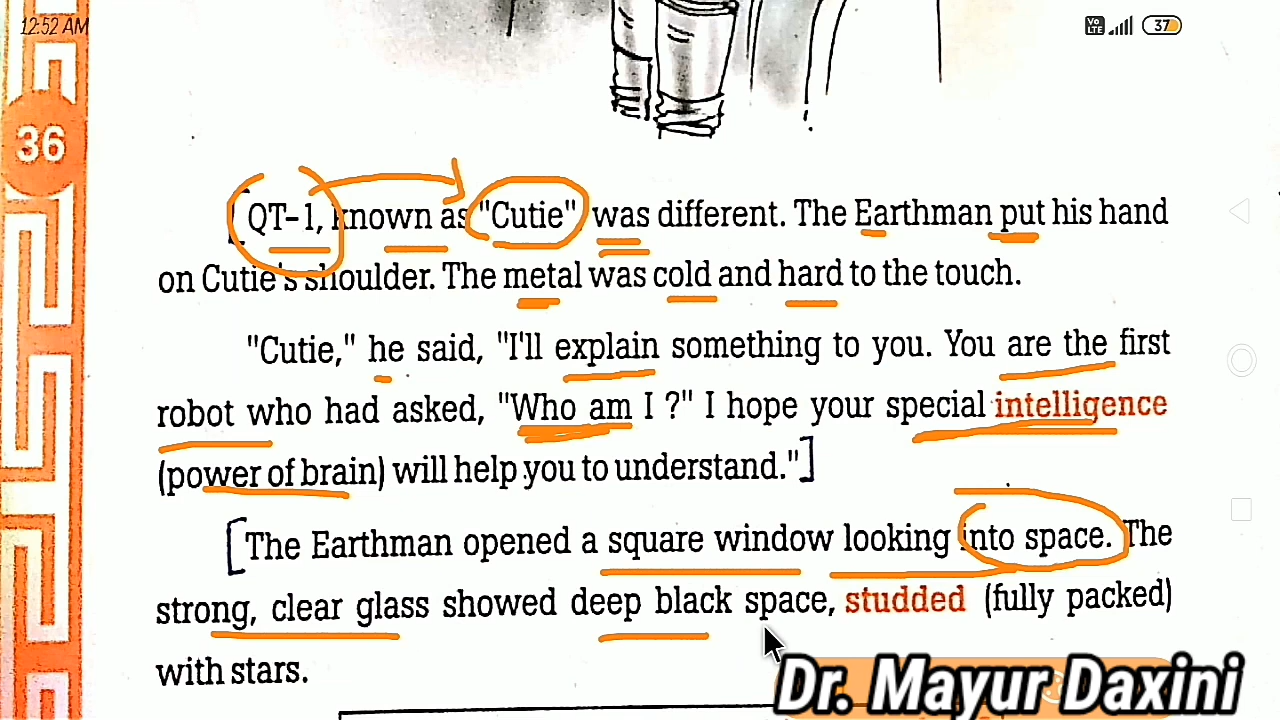 12:52 AM
Vo LTE
37
36
QT-1, known as "Cutie" was different. The Earthman put his hand
on Cutie's shoulder. The metal was cold and hard to the touch.
"Cutie," he said, "I'll explain something to you. You are the first
robot who had asked, "Who am I ?" I hope your special intelligence
(power of brain) will help you to understand."]
[The Earthman opened a square window looking into space. The
strong, clear glass showed deep black space, studded (fully packed)
with stars.
Dr. Mayur Daxini